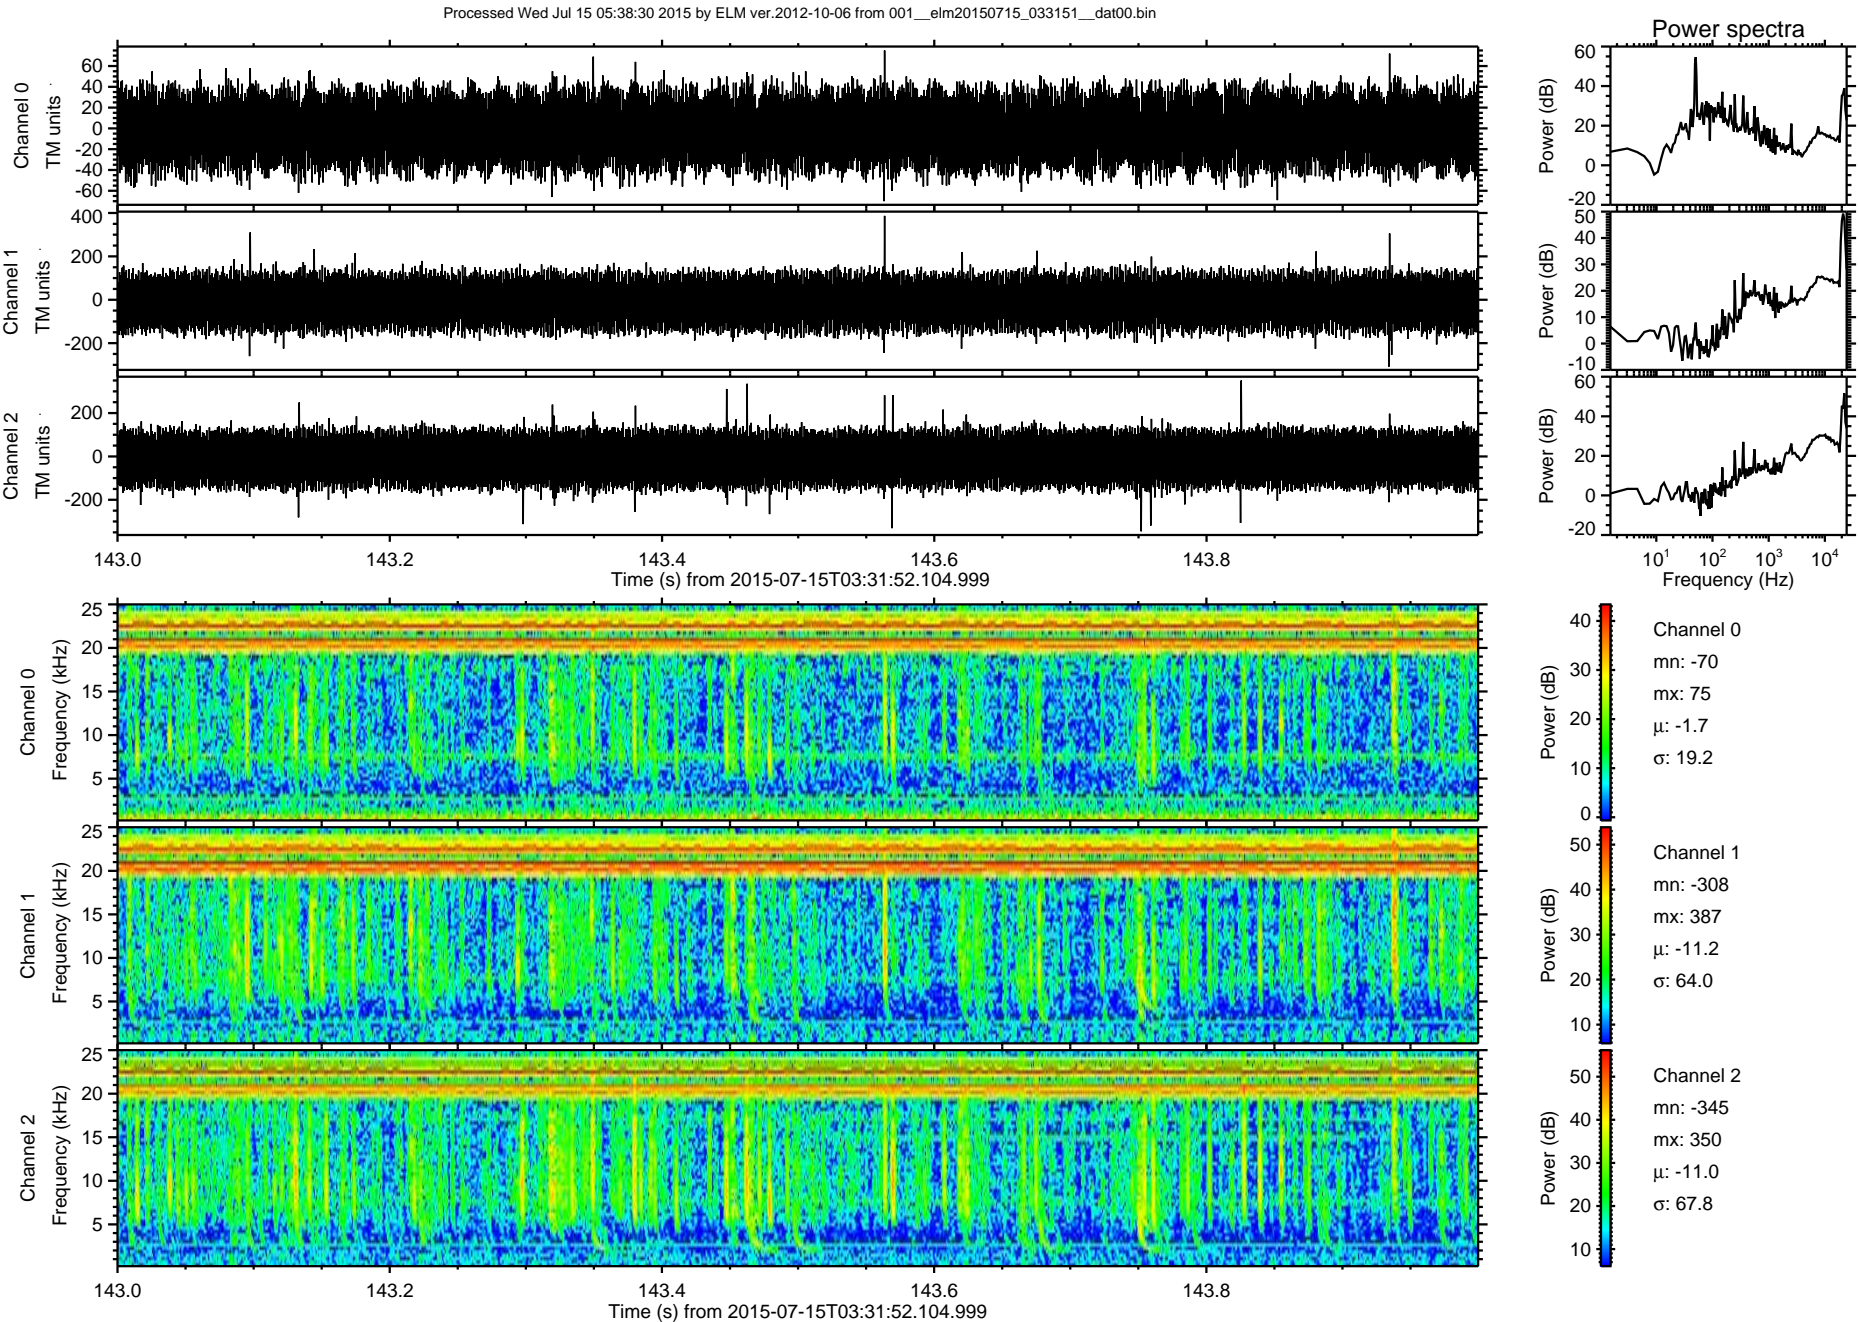 Processed Wed Jul 15 05:38:30 2015 by ELM ver.2012-10-06 from 001__elm20150715_033151__dat00.bin
Power spectra
Channel 0
TM units
60
40
20
0
-20
-40
-60
Power (dB)
60
40
20
0
-20
Channel 1
TM units
400
200
0
-200
Power (dB)
50
40
30
20
10
0
-10
Channel 2
TM units
200
0
-200
Power (dB)
60
40
20
0
-20
143.0 143.2 143.4 143.6 143.8
Time (s) from 2015-07-15T03:31:52.104.999
10^1 10^2 10^3 10^4
Frequency (Hz)
Channel 0
Frequency (kHz)
25
20
15
10
5
Power (dB)
40
30
20
10
0
Channel 0
mn: -70
mx: 75
μ: -1.7
σ: 19.2
Channel 1
Frequency (kHz)
25
20
15
10
5
Power (dB)
50
40
30
20
10
Channel 1
mn: -308
mx: 387
μ: -11.2
σ: 64.0
Channel 2
Frequency (kHz)
25
20
15
10
5
Power (dB)
50
40
30
20
10
Channel 2
mn: -345
mx: 350
μ: -11.0
σ: 67.8
143.0 143.2 143.4 143.6 143.8
Time (s) from 2015-07-15T03:31:52.104.999